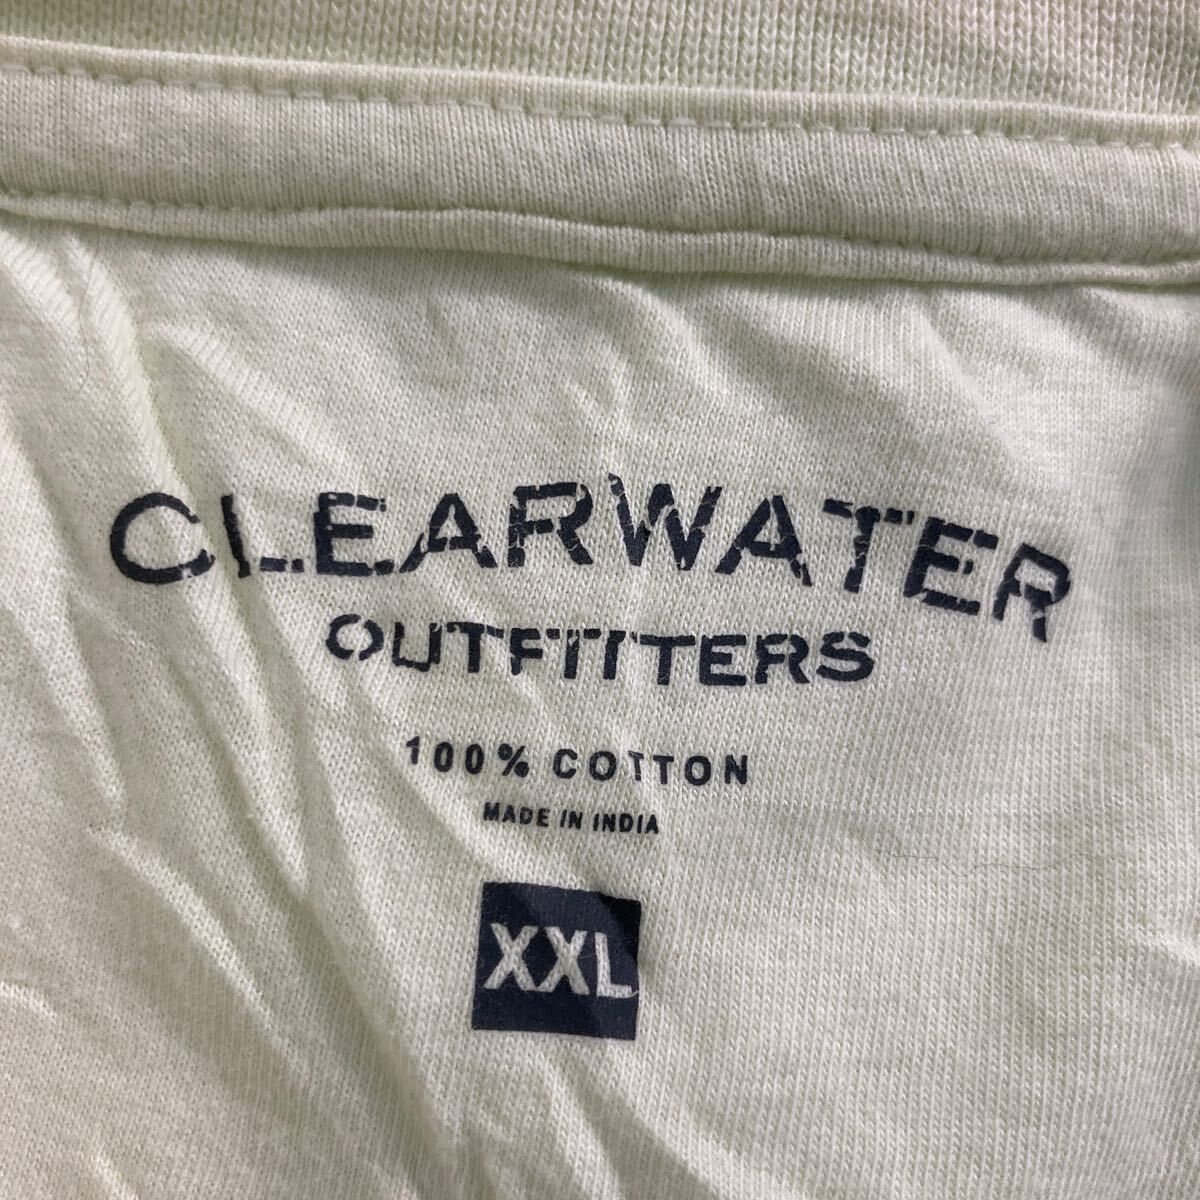 CLEARWATER
OUTFITTERS
100% COTTON
MADE IN INDIA
XXL